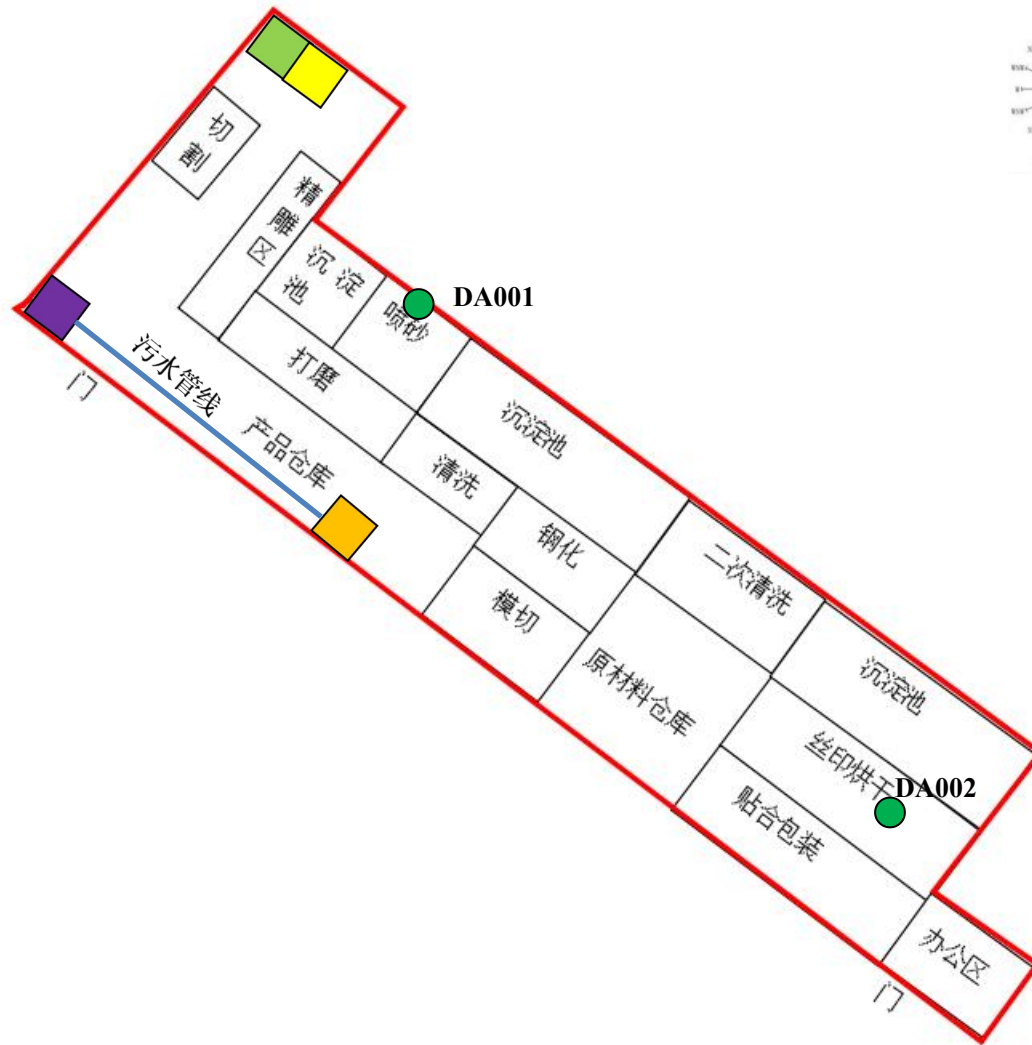 切
割
精
雕
区
沉 淀
池
喷砂
DA001
打磨
沉淀池
污水管线
门
产品仓库
清洗
钢化
二次清洗
模切
原材料仓库
沉淀池
丝印烘干
DA002
贴合包装
办公区
门